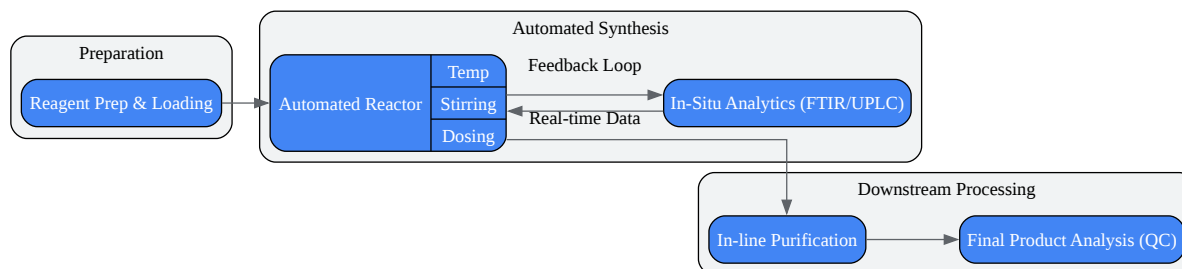 Preparation
Reagent Prep & Loading
Automated Synthesis
Automated Reactor
Temp
Stirring
Dosing
Feedback Loop
Real-time Data
In-Situ Analytics (FTIR/UPLC)
Downstream Processing
In-line Purification
Final Product Analysis (QC)